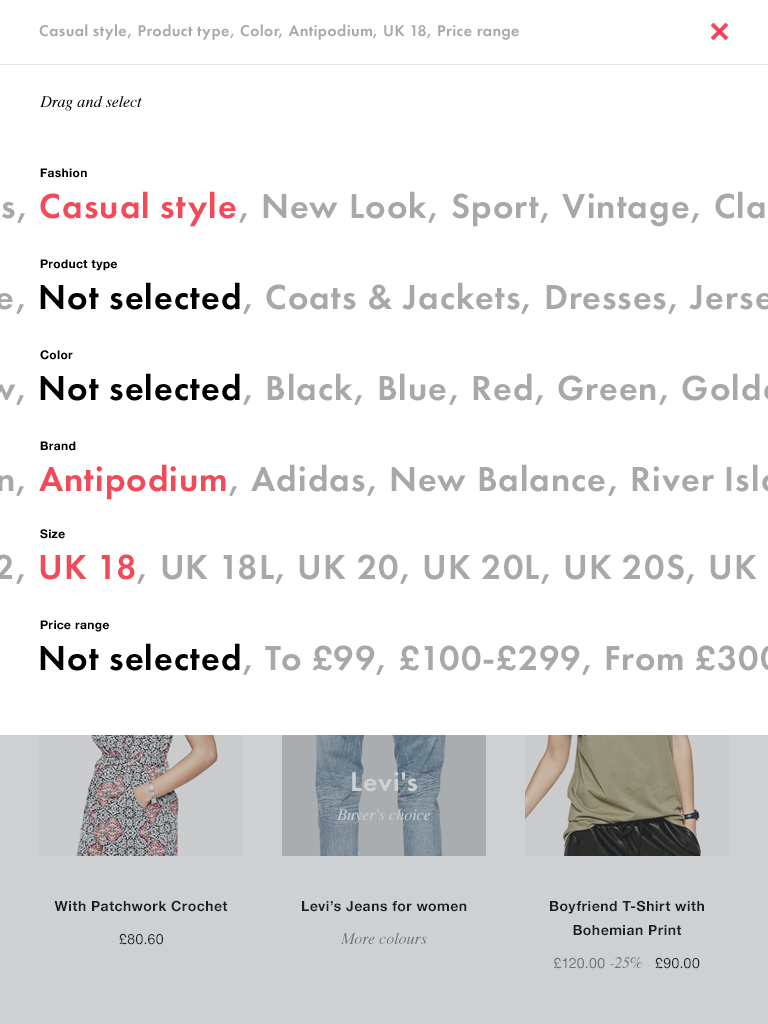 Casual style, Product type, Color, Antipodium, UK 18, Price range
Drag and select
Fashion
s, Casual style, New Look, Sport, Vintage, Cla
Product type
e, Not selected, Coats & Jackets, Dresses, Jerse
Color
w, Not selected, Black, Blue, Red, Green, Golde
Brand
n, Antipodium, Adidas, New Balance, River Isla
Size
2, UK 18, UK 18L, UK 20, UK 20L, UK 20S, UK
Price range
Not selected, To £99, £100-£299, From £300
Levi's
Buyer's choice
With Patchwork Crochet
Levi’s Jeans for women
Boyfriend T-Shirt with
Bohemian Print
£80.60
More colours
£120.00 -25% £90.00